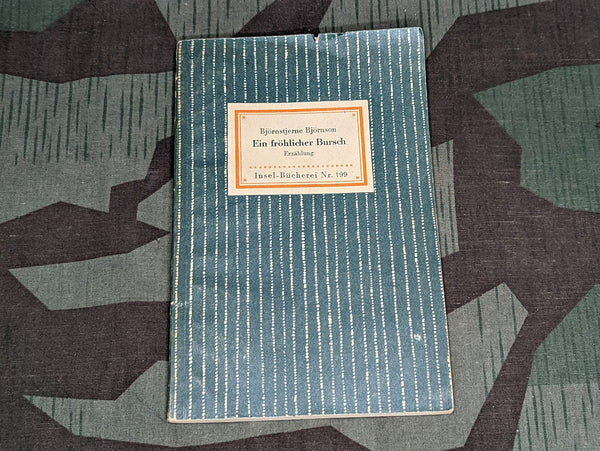 Björnstjerne Björnson
Ein fröhlicher Bursch
Erzählung
Insel-Bücherei Nr. 199